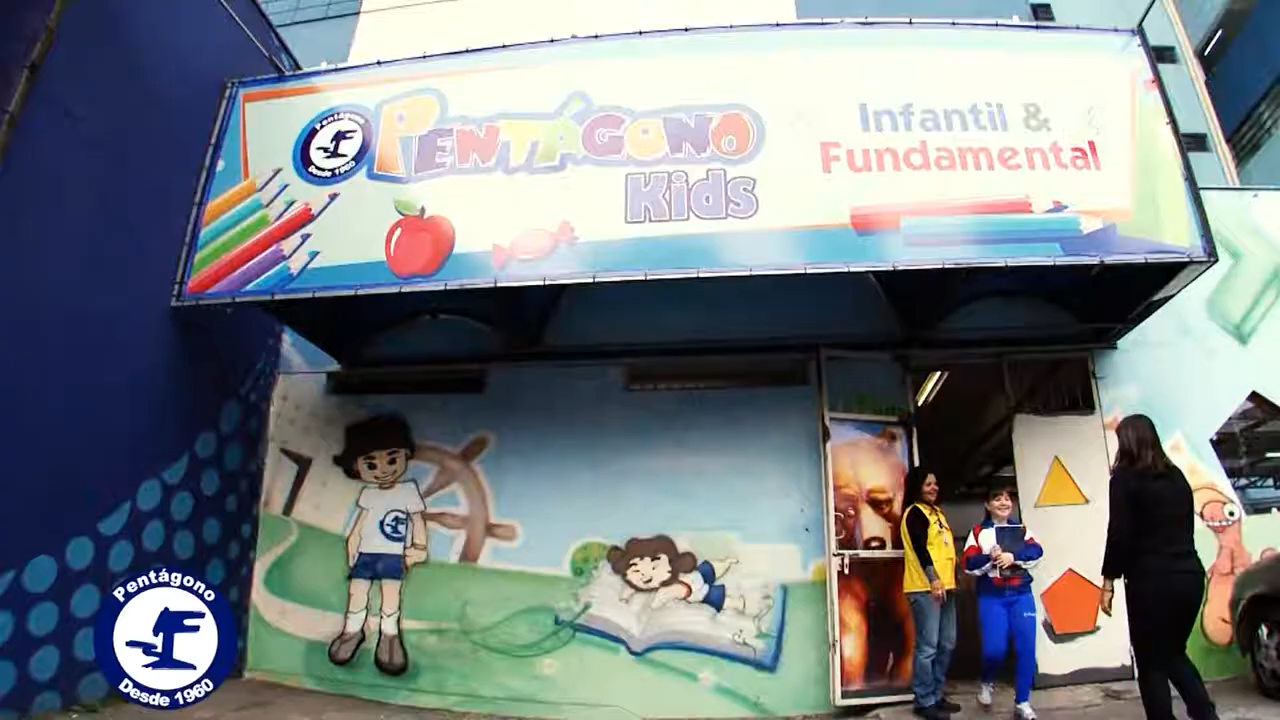 Pentágono
Desde 1960
PENTÁGONO
Kids
Infantil &
Fundamental
Pentágono
Desde 1960